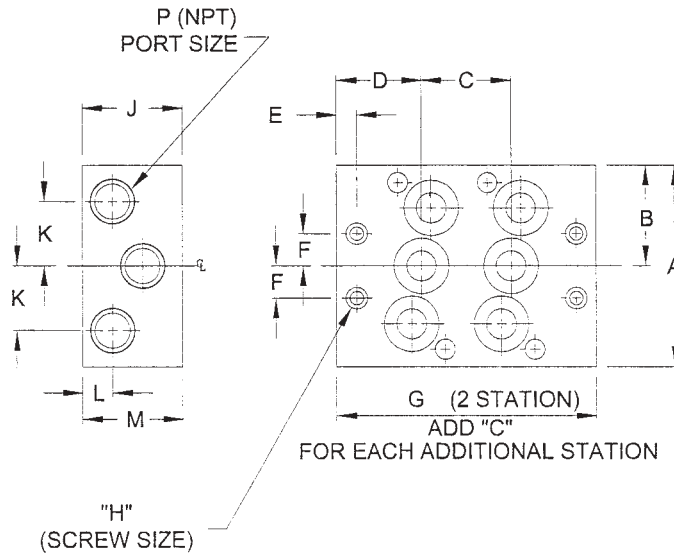 P (NPT)
PORT SIZE
J
D
C
E
B
K
F
A
F
K
℄
L
M
G (2 STATION)
ADD "C"
FOR EACH ADDITIONAL STATION
"H"
(SCREW SIZE)